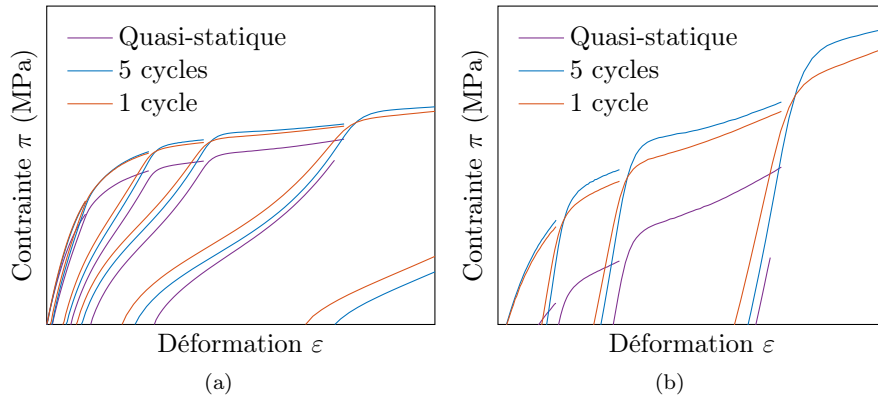 Contrainte π (MPa)
Quasi-statique
5 cycles
1 cycle
Déformation ε
(a)
Contrainte π (MPa)
Quasi-statique
5 cycles
1 cycle
Déformation ε
(b)